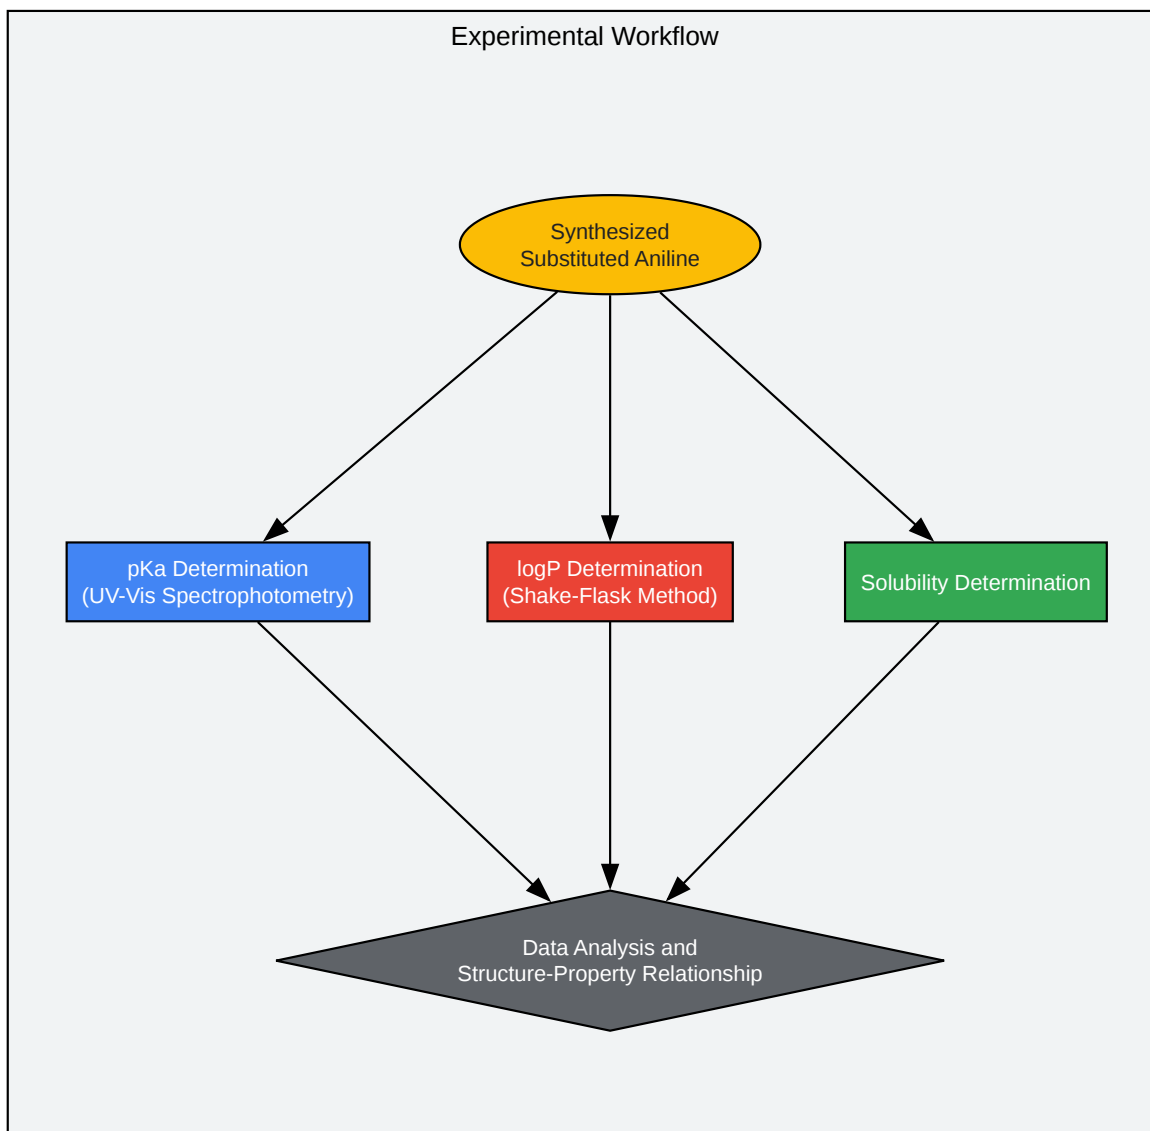 Experimental Workflow
Synthesized
Substituted Aniline
pKa Determination
(UV-Vis Spectrophotometry)
logP Determination
(Shake-Flask Method)
Solubility Determination
Data Analysis and
Structure-Property Relationship